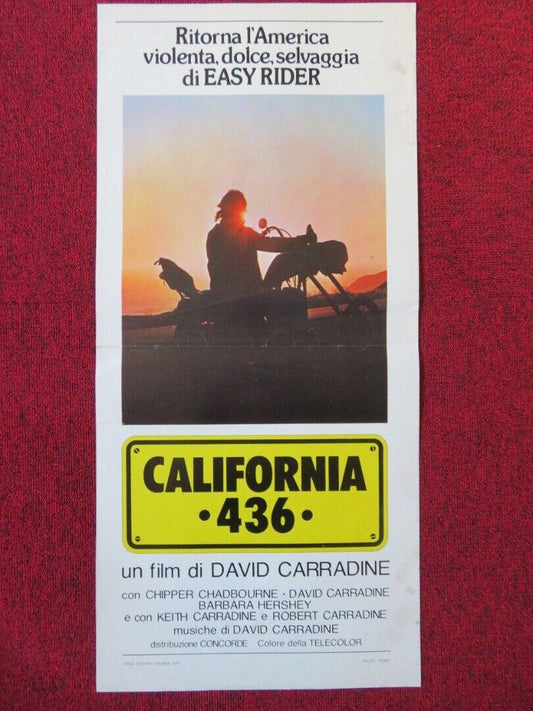 Ritorna l'America
violenta, dolce, selvaggia
di EASY RIDER
CALIFORNIA
·436·
un film di DAVID CARRADINE
con CHIPPER CHADBOURNE · DAVID CARRADINE
BARBARA HERSHEY
e con KEITH CARRADINE e ROBERT CARRADINE
musiche di DAVID CARRADINE
distribuzione CONCORDE Colore della TELECOLOR